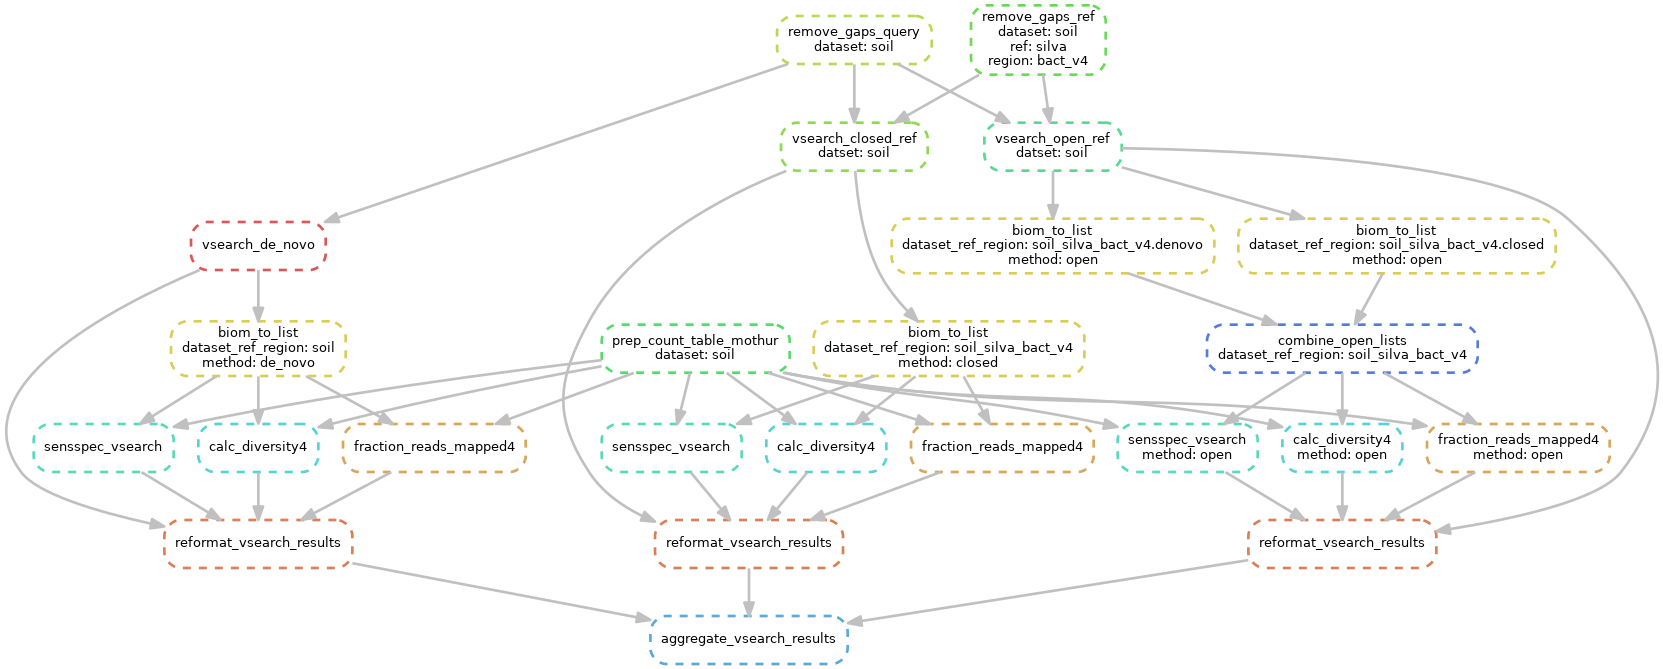 remove_gaps_query
dataset: soil
remove_gaps_ref
dataset: soil
ref: silva
region: bact_v4
vsearch_closed_ref
datset: soil
vsearch_open_ref
datset: soil
vsearch_de_novo
biom_to_list
dataset_ref_region: soil_silva_bact_v4.denovo
method: open
biom_to_list
dataset_ref_region: soil_silva_bact_v4.closed
method: open
biom_to_list
dataset_ref_region: soil
method: de_novo
prep_count_table_mothur
dataset: soil
biom_to_list
dataset_ref_region: soil_silva_bact_v4
method: closed
combine_open_lists
dataset_ref_region: soil_silva_bact_v4
sensspec_vsearch
calc_diversity4
fraction_reads_mapped4
sensspec_vsearch
calc_diversity4
fraction_reads_mapped4
sensspec_vsearch
method: open
calc_diversity4
method: open
fraction_reads_mapped4
method: open
reformat_vsearch_results
reformat_vsearch_results
reformat_vsearch_results
aggregate_vsearch_results